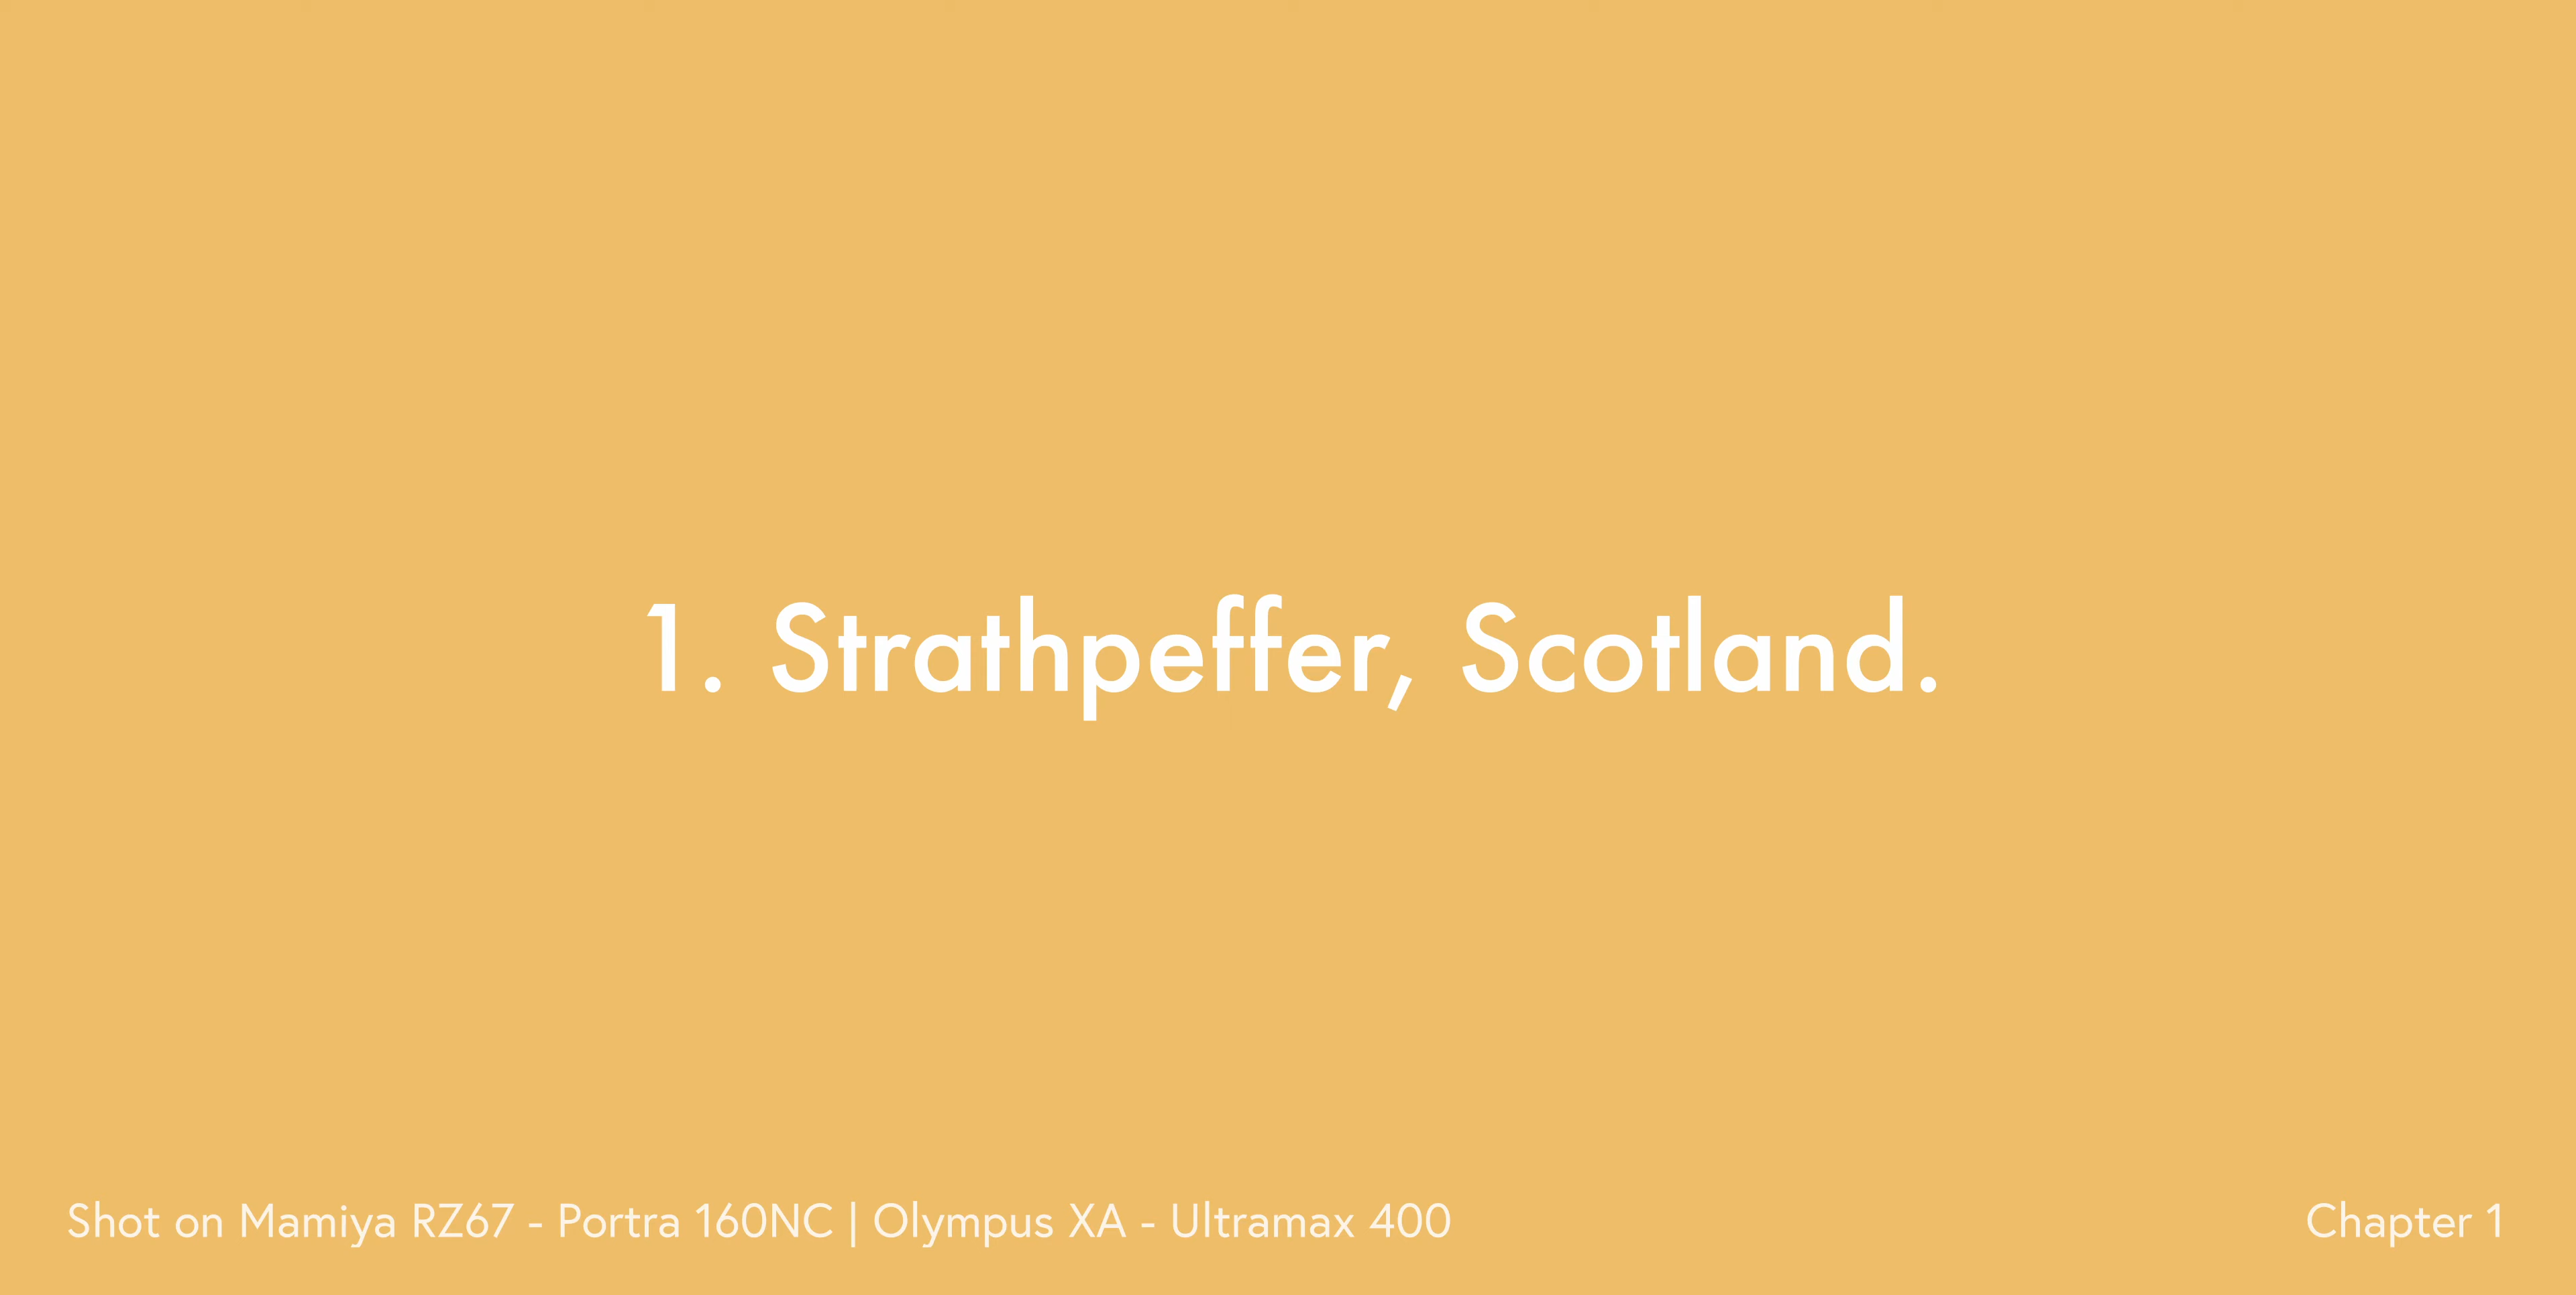 1. Strathpeffer, Scotland.
Shot on Mamiya RZ67 - Portra 160NC | Olympus XA - Ultramax 400
Chapter 1